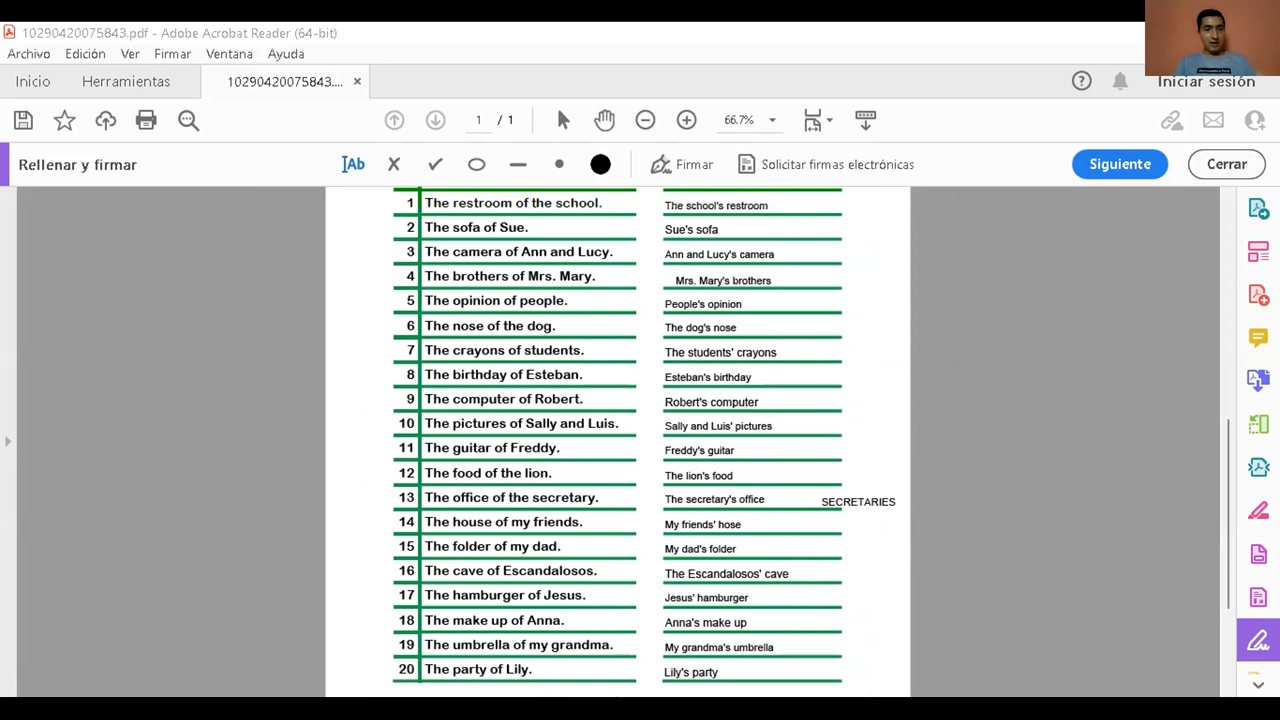 10290420075843.pdf - Adobe Acrobat Reader (64-bit)
Archivo Edición Ver Firmar Ventana Ayuda
Inicio Herramientas 10290420075843.... × Iniciar sesión
1 / 1 66.7%
Rellenar y firmar Ab Firmar Solicitar firmas electrónicas Siguiente Cerrar
1 The restroom of the school. The school's restroom
2 The sofa of Sue. Sue's sofa
3 The camera of Ann and Lucy. Ann and Lucy's camera
4 The brothers of Mrs. Mary. Mrs. Mary's brothers
5 The opinion of people. People's opinion
6 The nose of the dog. The dog's nose
7 The crayons of students. The students' crayons
8 The birthday of Esteban. Esteban's birthday
9 The computer of Robert. Robert's computer
10 The pictures of Sally and Luis. Sally and Luis' pictures
11 The guitar of Freddy. Freddy's guitar
12 The food of the lion. The lion's food
13 The office of the secretary. The secretary's office SECRETARIES
14 The house of my friends. My friends' hose
15 The folder of my dad. My dad's folder
16 The cave of Escandalosos. The Escandalosos' cave
17 The hamburger of Jesus. Jesus' hamburger
18 The make up of Anna. Anna's make up
19 The umbrella of my grandma. My grandma's umbrella
20 The party of Lily. Lily's party